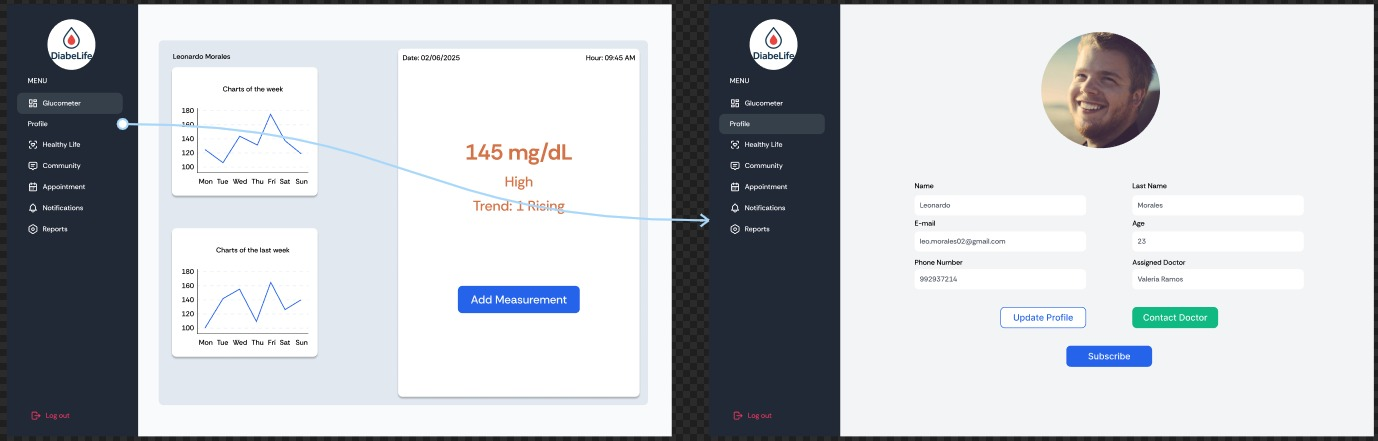 DiabeLife
MENU
Glucometer
Profile
Healthy Life
Community
Appointment
Notifications
Reports
Log out
Leonardo Morales
Charts of the week
180
160
140
120
100
Mon Tue Wed Thu Fri Sat Sun
Charts of the last week
180
160
140
120
100
Mon Tue Wed Thu Fri Sat Sun
Date: 02/06/2025
Hour: 09:45 AM
145 mg/dL
High
Trend: 1 Rising
Add Measurement
DiabeLife
MENU
Glucometer
Profile
Healthy Life
Community
Appointment
Notifications
Reports
Log out
Name
Leonardo
Last Name
Morales
E-mail
leo.morales02@gmail.com
Age
23
Phone Number
992937214
Assigned Doctor
Valeria Ramos
Update Profile
Contact Doctor
Subscribe